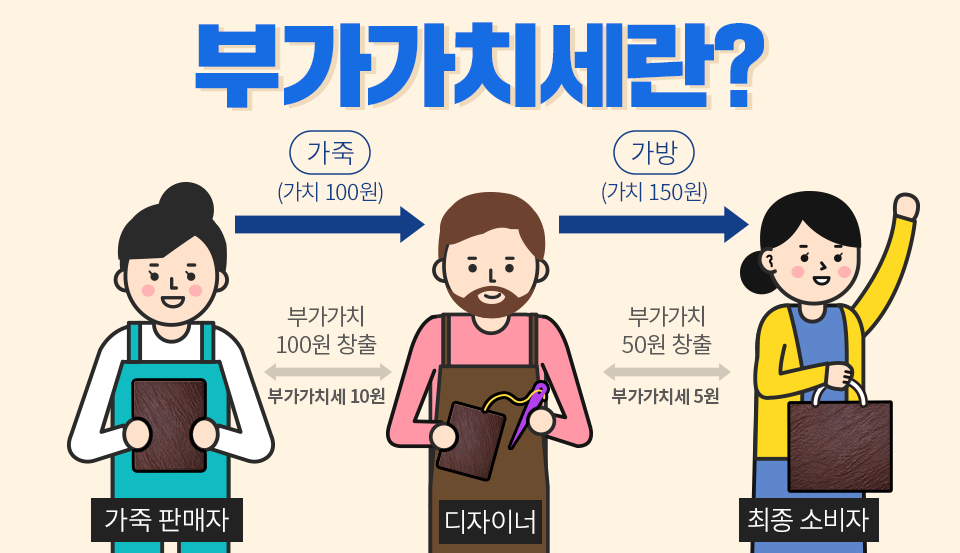 부가가치세란?
가죽
(가치 100원)
가방
(가치 150원)
부가가치
100원 창출
부가가치세 10원
부가가치
50원 창출
부가가치세 5원
가죽 판매자
디자이너
최종 소비자